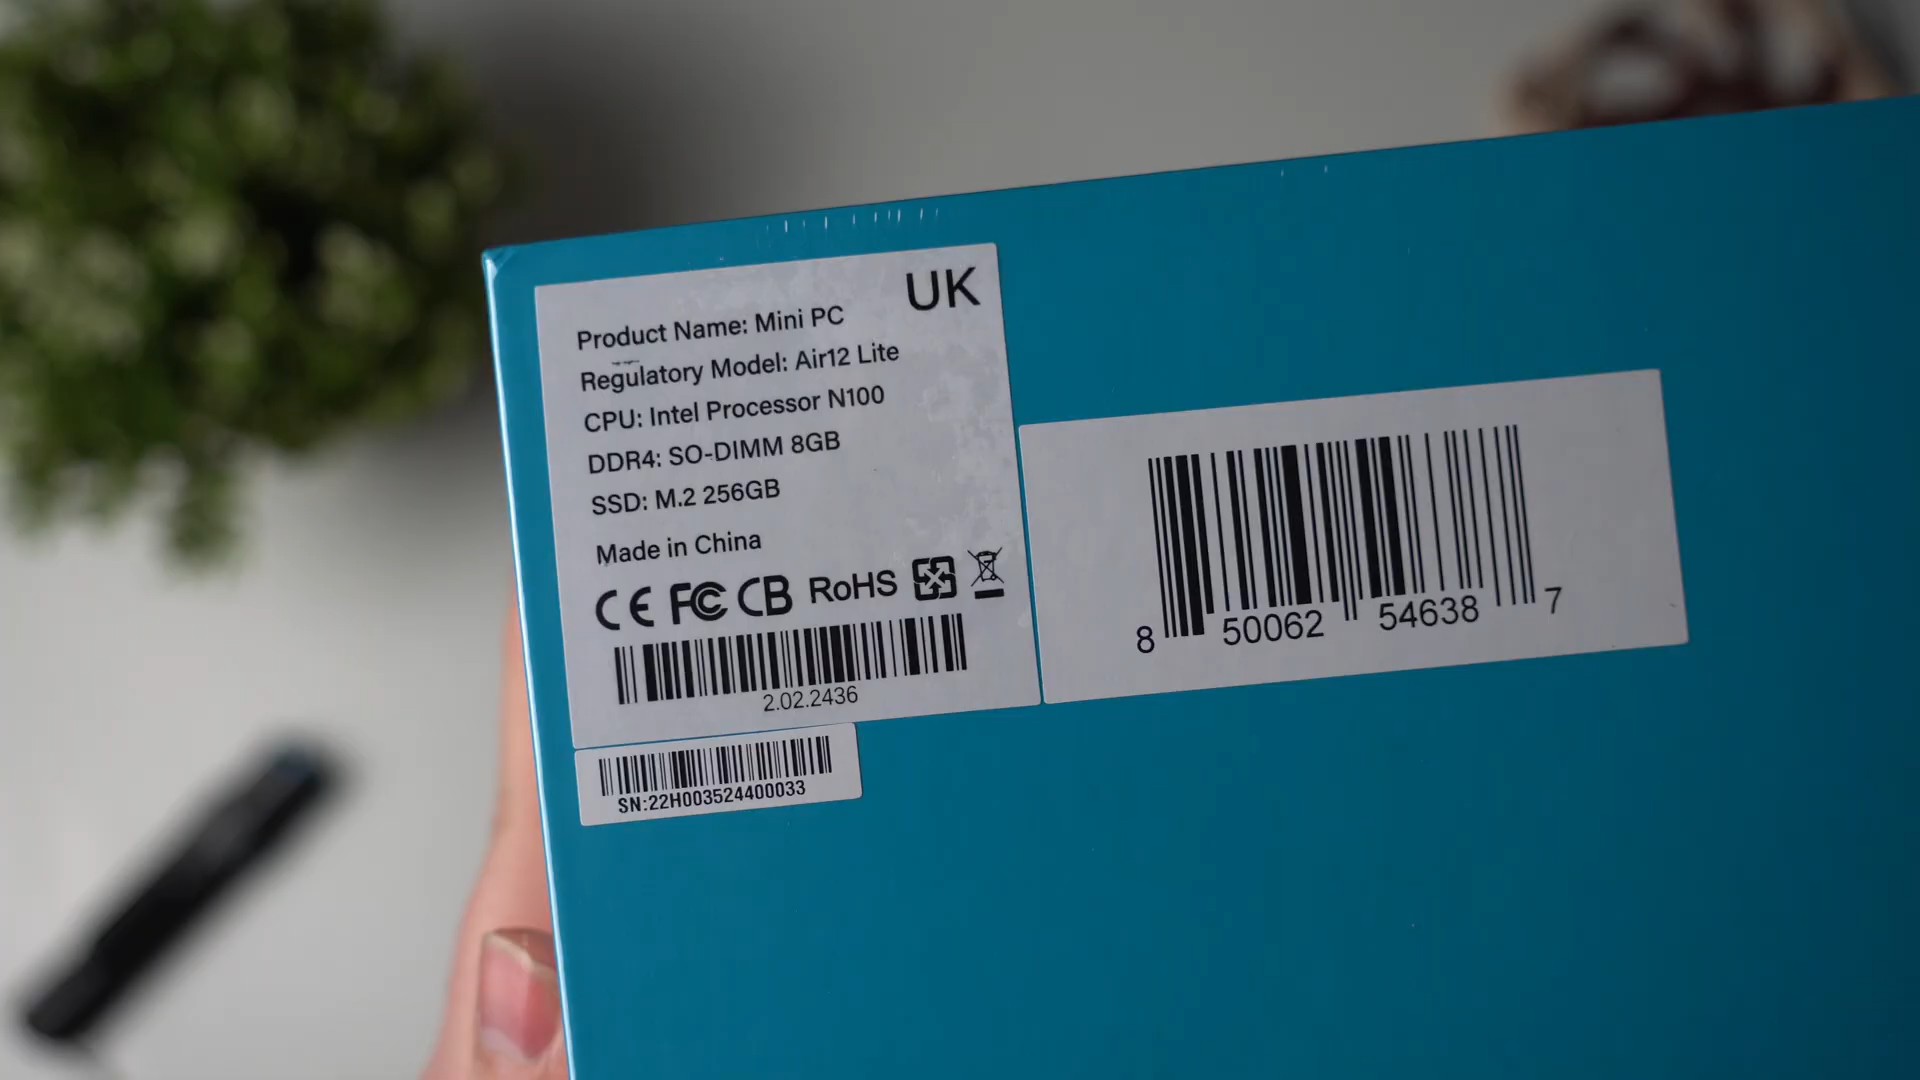 UK
Product Name: Mini PC
Regulatory Model: Air12 Lite
CPU: Intel Processor N100
DDR4: SO-DIMM 8GB
SSD: M.2 256GB
Made in China
CE FC CB RoHS
2.02.2436
SN:22H003524400033
8 50062 54638 7